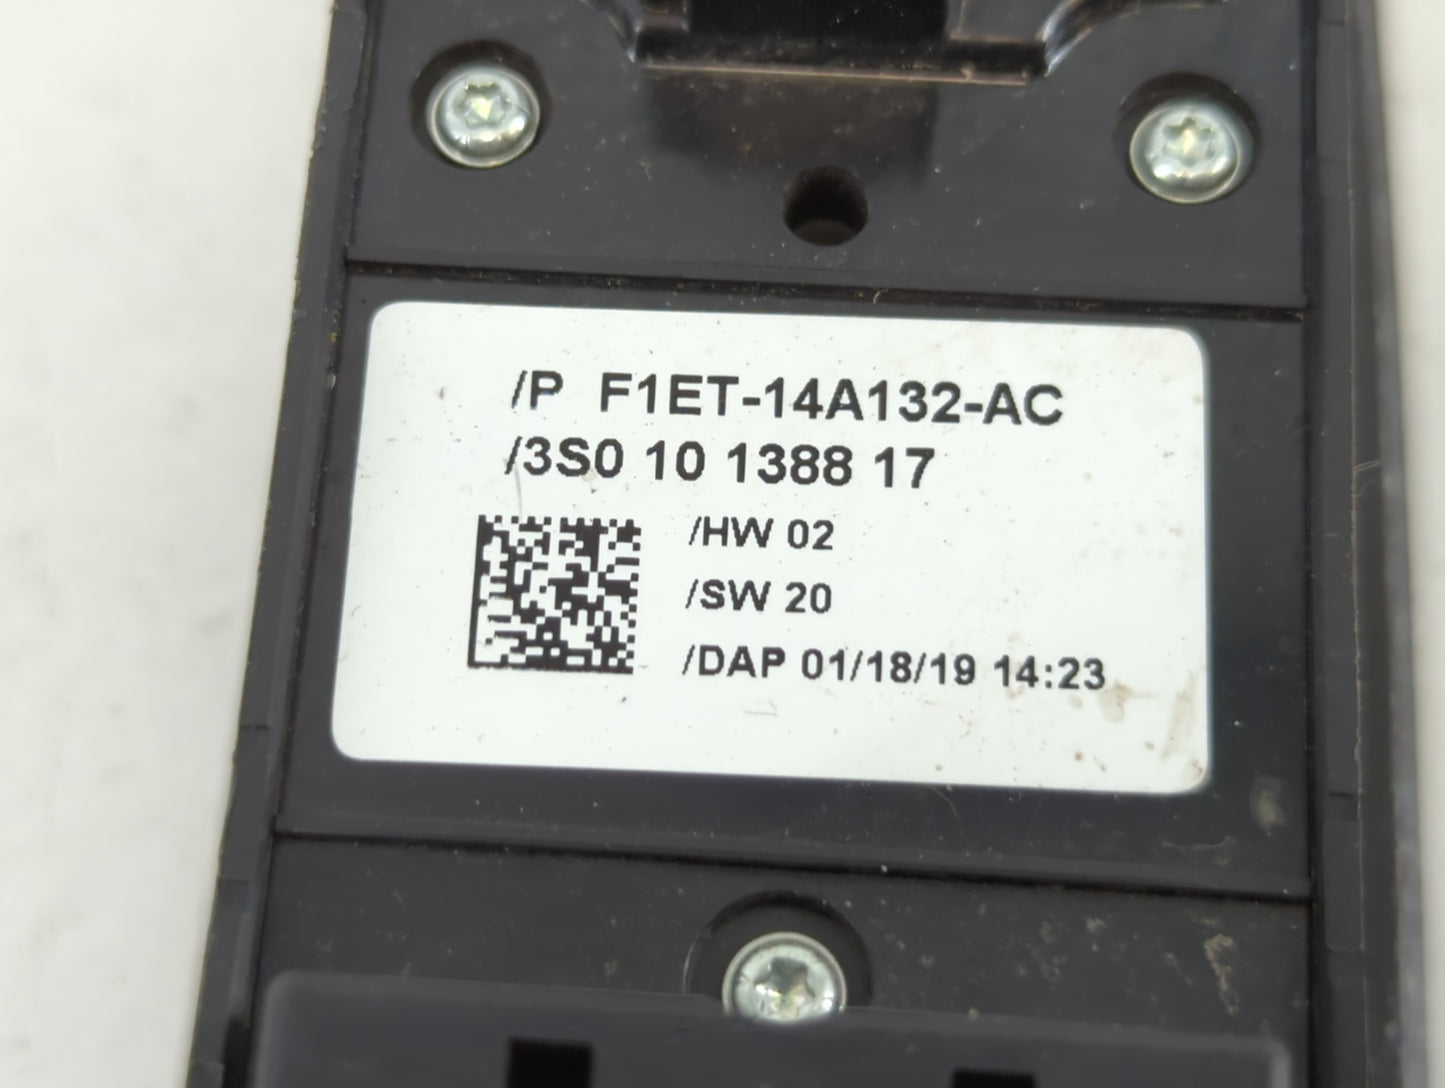 /P F1ET-14A132-AC
/3S0 10 1388 17
/HW 02
/SW 20
/DAP 01/18/19 14:23